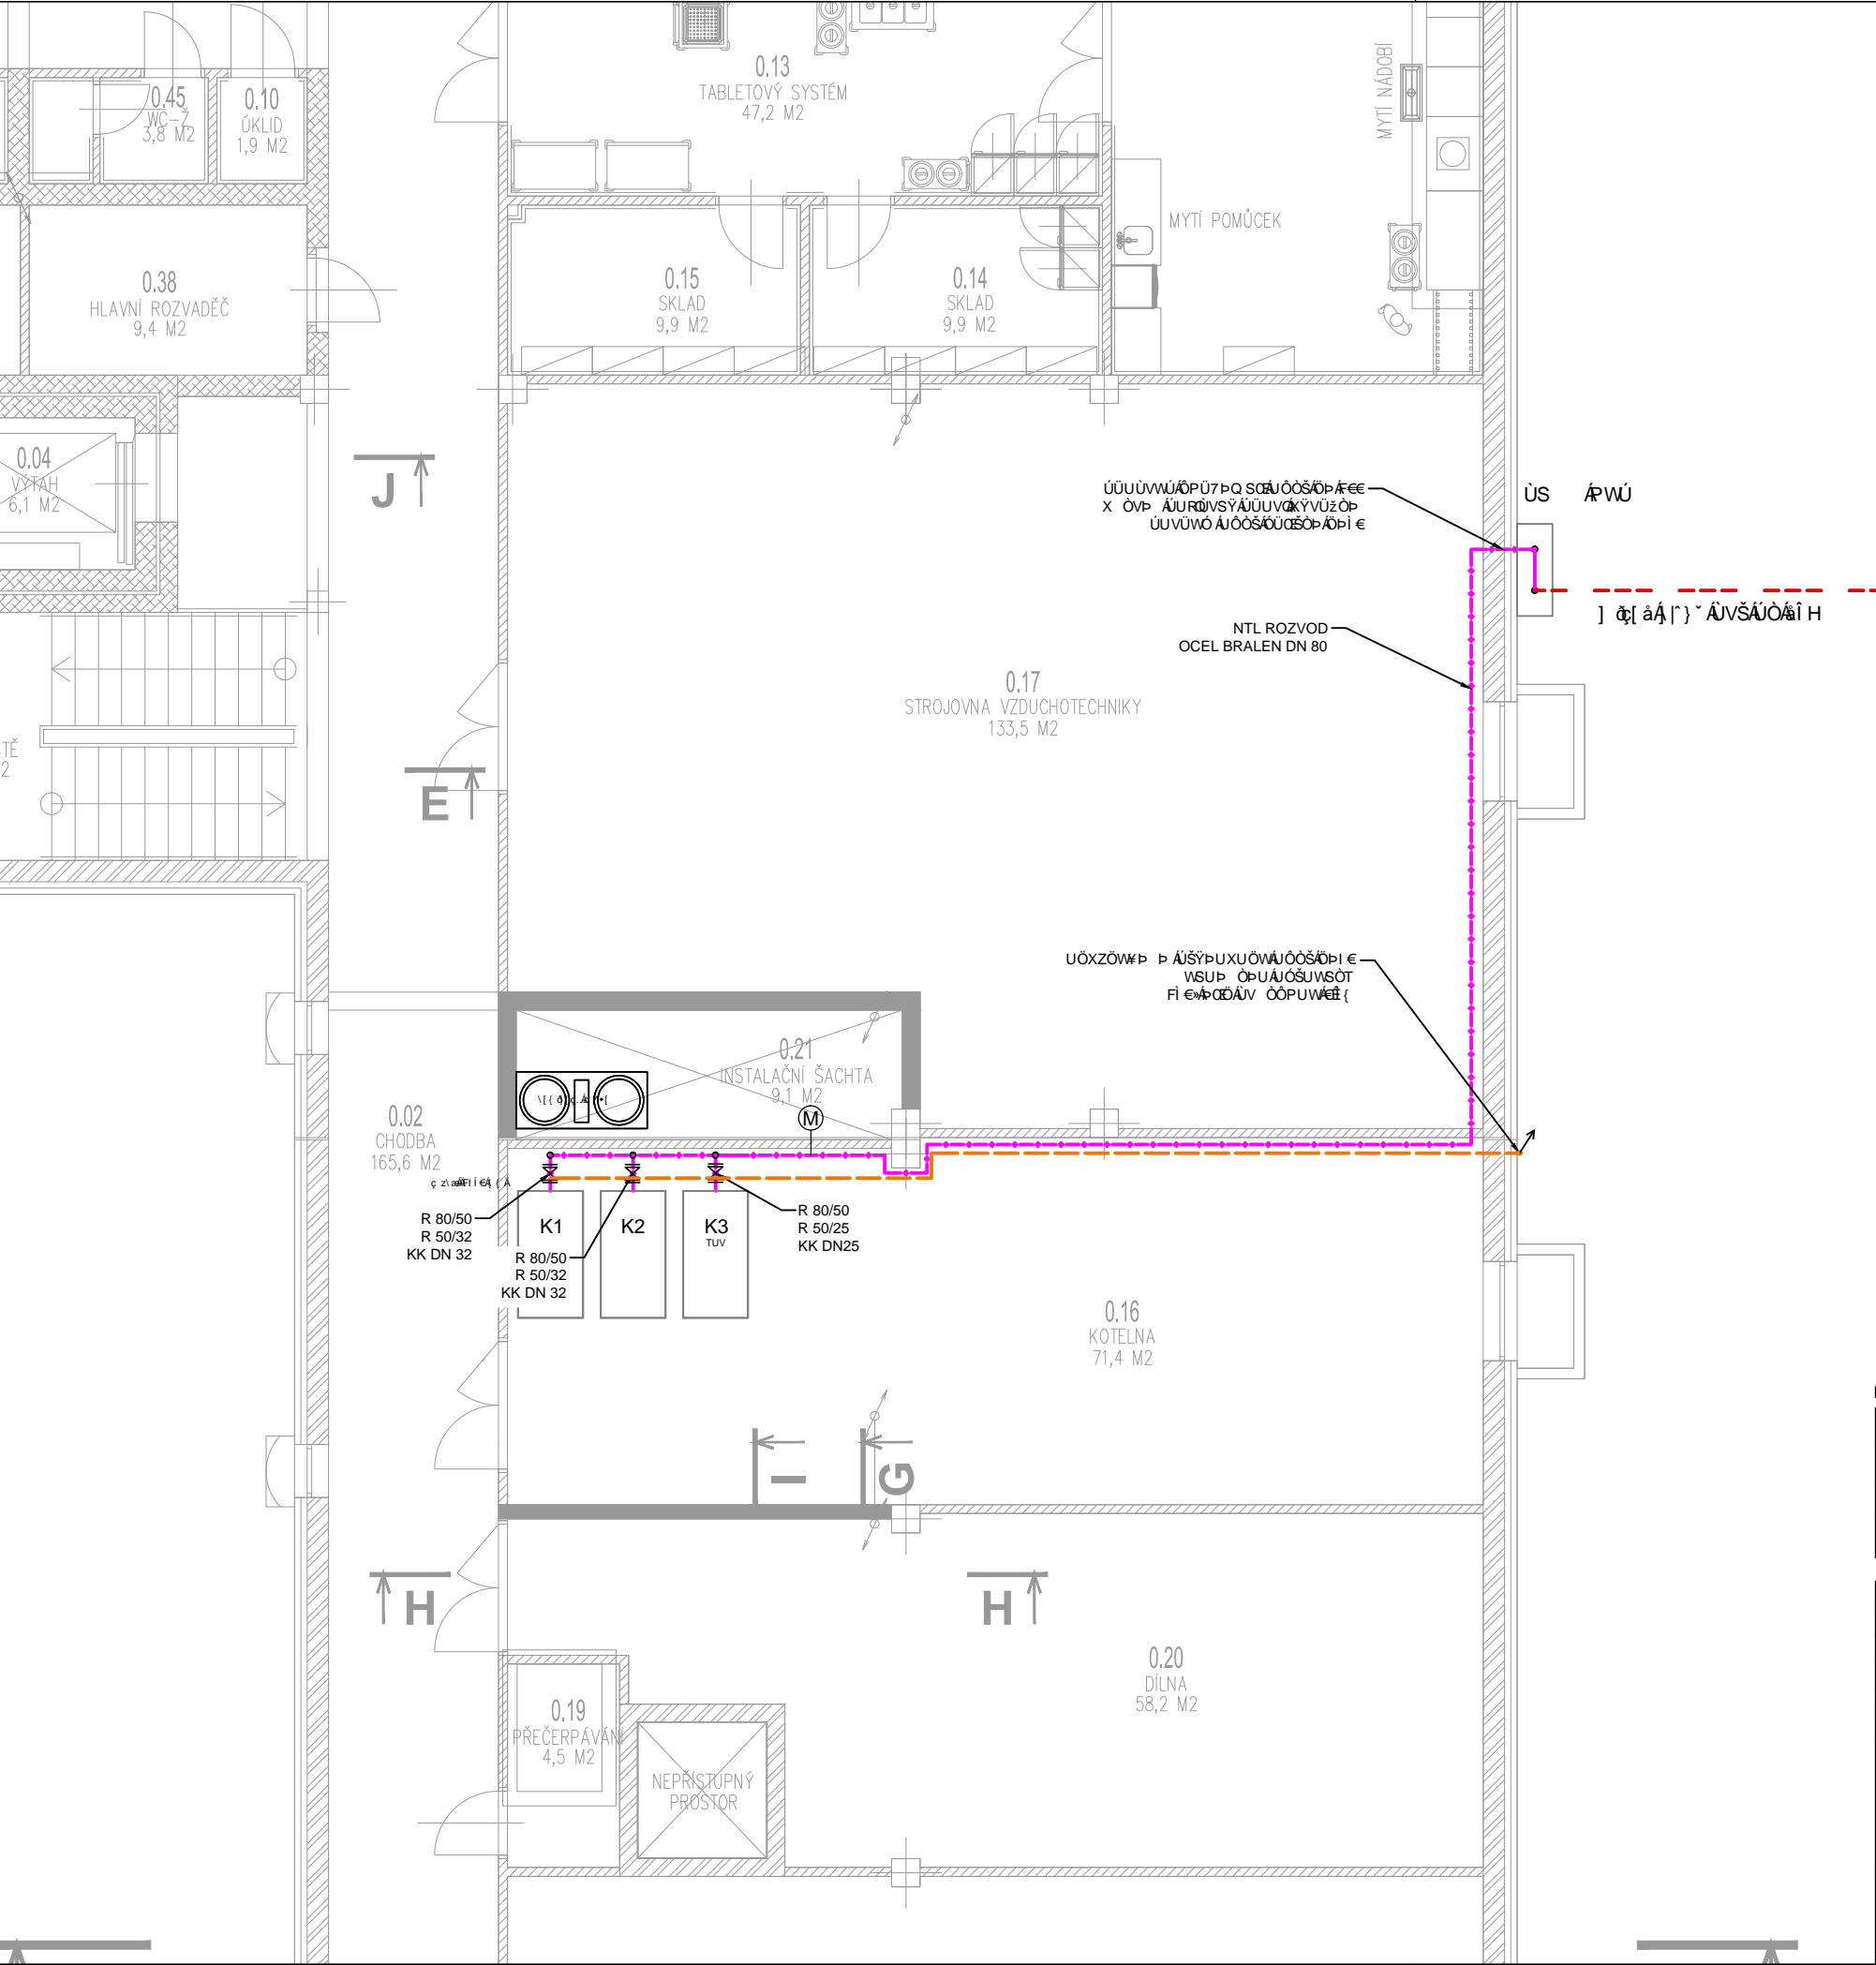 0.45
WC-Ž
3,8 M2
0.10
ÚKLID
1,9 M2
0.13
TABLETOVÝ SYSTÉM
47,2 M2
MYTÍ NÁDOBÍ
MYTÍ POMŮCEK
0.38
HLAVNÍ ROZVADĚČ
9,4 M2
0.15
SKLAD
9,9 M2
0.14
SKLAD
9,9 M2
0.04
VÝTAH
6,1 M2
J
NTL ROZVOD
OCEL BRALEN DN 80
0.17
STROJOVNA VZDUCHOTECHNIKY
133,5 M2
E
0.21
INSTALAČNÍ ŠACHTA
9,1 M2
M
0.02
CHODBA
165,6 M2
R 80/50
R 50/32
KK DN 32
R 80/50
R 50/32
KK DN 32
K1
K2
K3
TUV
R 80/50
R 50/25
KK DN25
0.16
KOTELNA
71,4 M2
I
G
H
H
0.20
DÍLNA
58,2 M2
0.19
PŘEČERPÁVÁNÍ
4,5 M2
NEPŘÍSTUPNÝ
PROSTOR